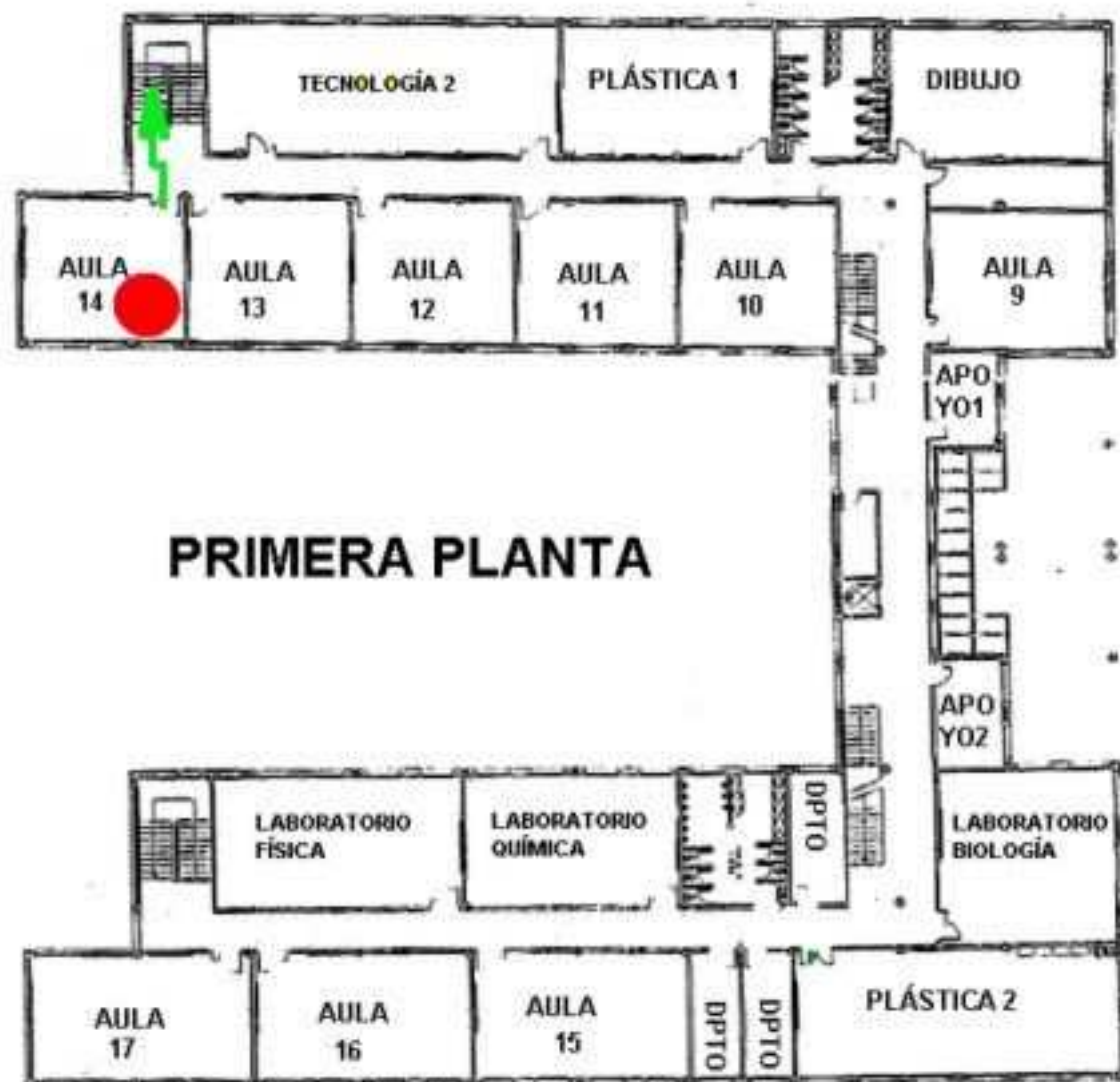 TECNOLOGÍA 2
PLÁSTICA 1
DIBUJO
AULA
14
AULA
13
AULA
12
AULA
11
AULA
10
AULA
9
APO
YO1
PRIMERA PLANTA
APO
YO2
LABORATORIO
FÍSICA
LABORATORIO
QUÍMICA
DPTO
LABORATORIO
BIOLOGÍA
AULA
17
AULA
16
AULA
15
DPTO
DPTO
PLÁSTICA 2